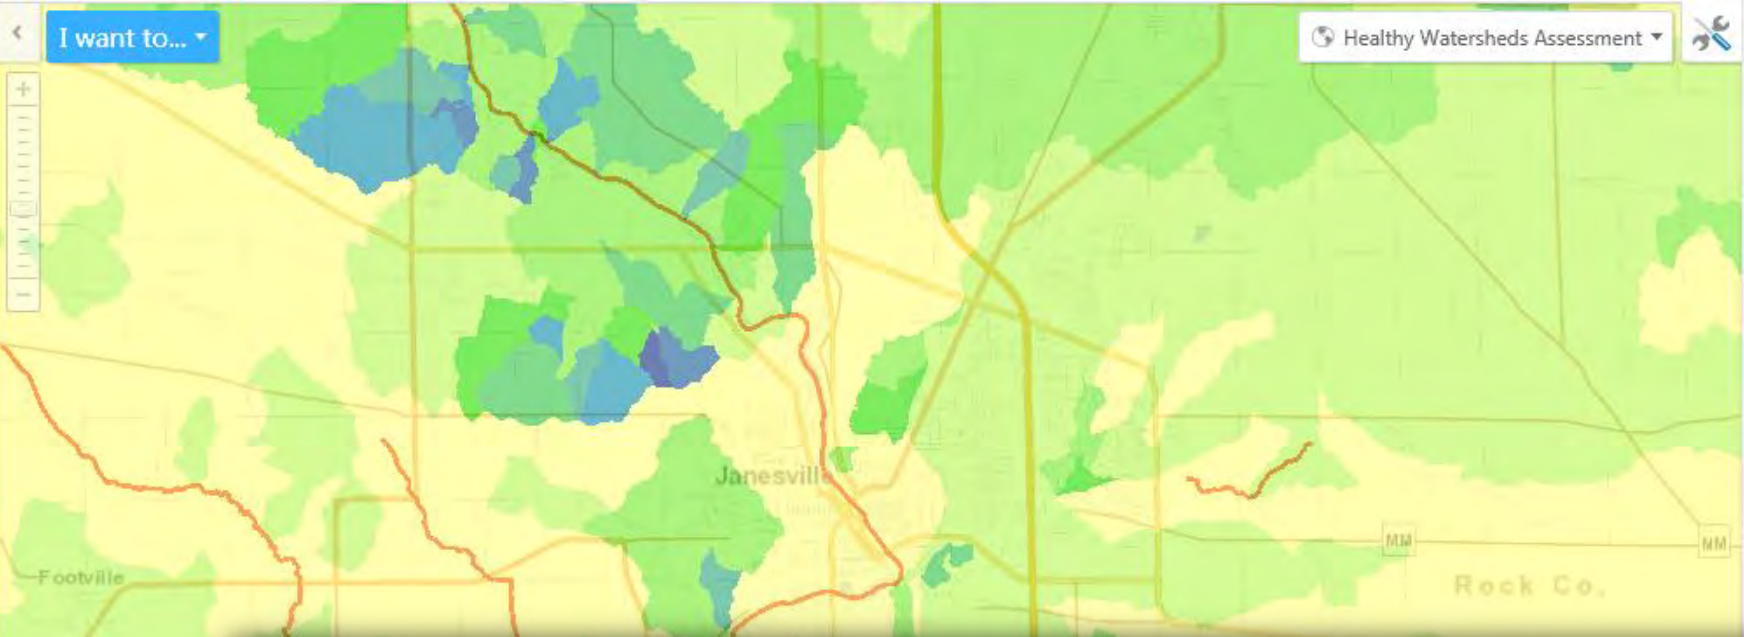 I want to...
Healthy Watersheds Assessment
Janesville
MM
MM
Footville
Rock Co.